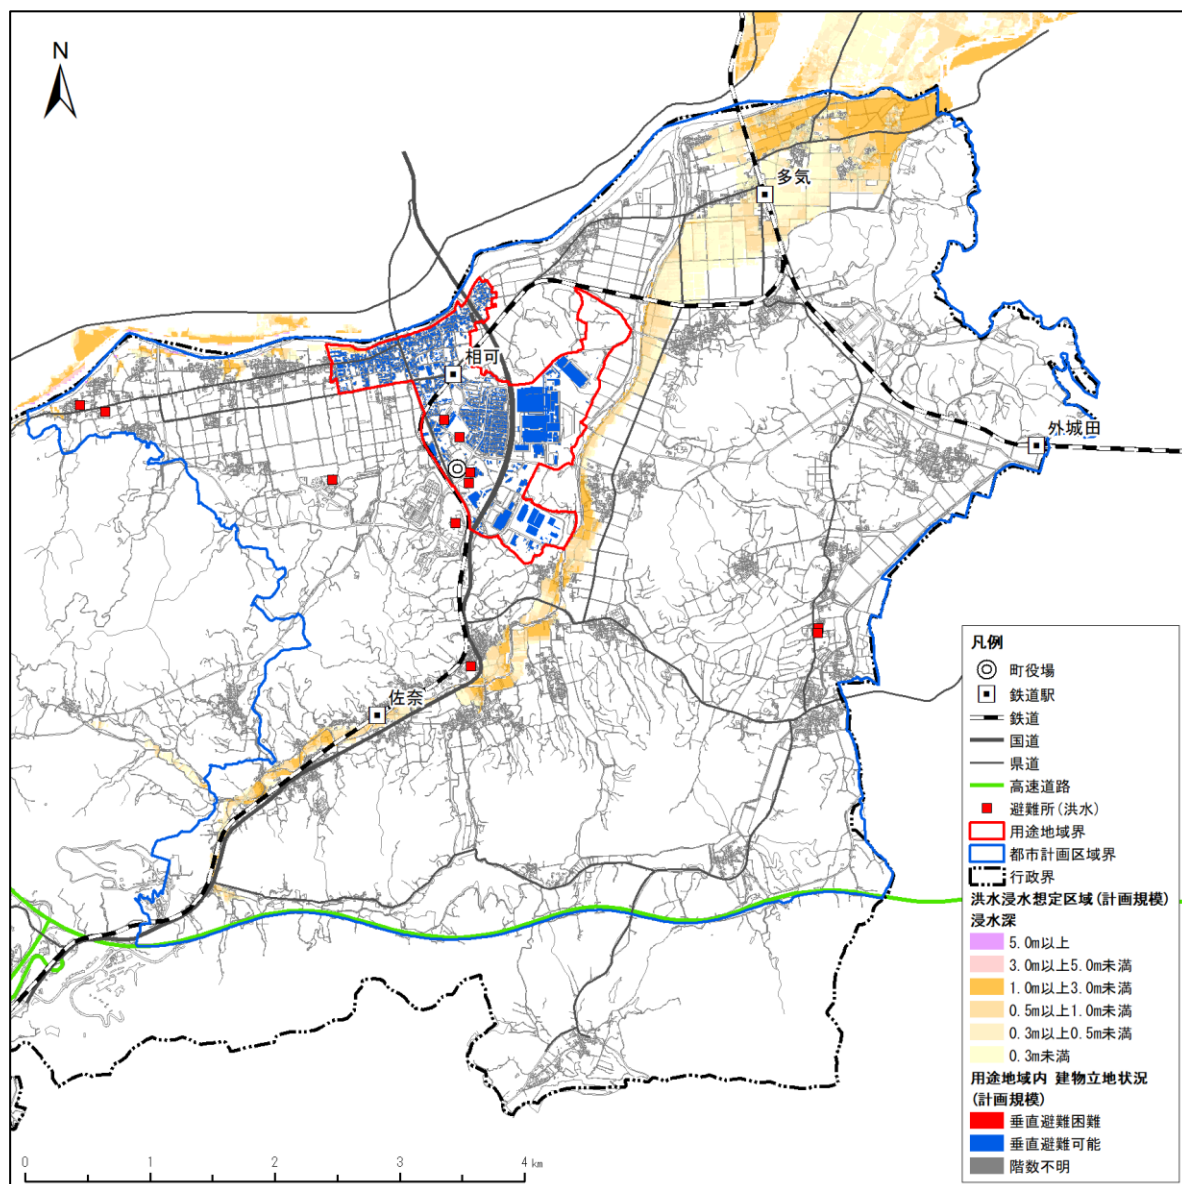 N
多気
相可
外城田
佐奈
凡例
町役場
鉄道駅
鉄道
国道
県道
高速道路
避難所(洪水)
用途地域界
都市計画区域界
行政界
洪水浸水想定区域(計画規模)
浸水深
5.0m以上
3.0m以上5.0m未満
1.0m以上3.0m未満
0.5m以上1.0m未満
0.3m以上0.5m未満
0.3m未満
用途地域内 建物立地状況
(計画規模)
垂直避難困難
垂直避難可能
階数不明
0 1 2 3 4 km